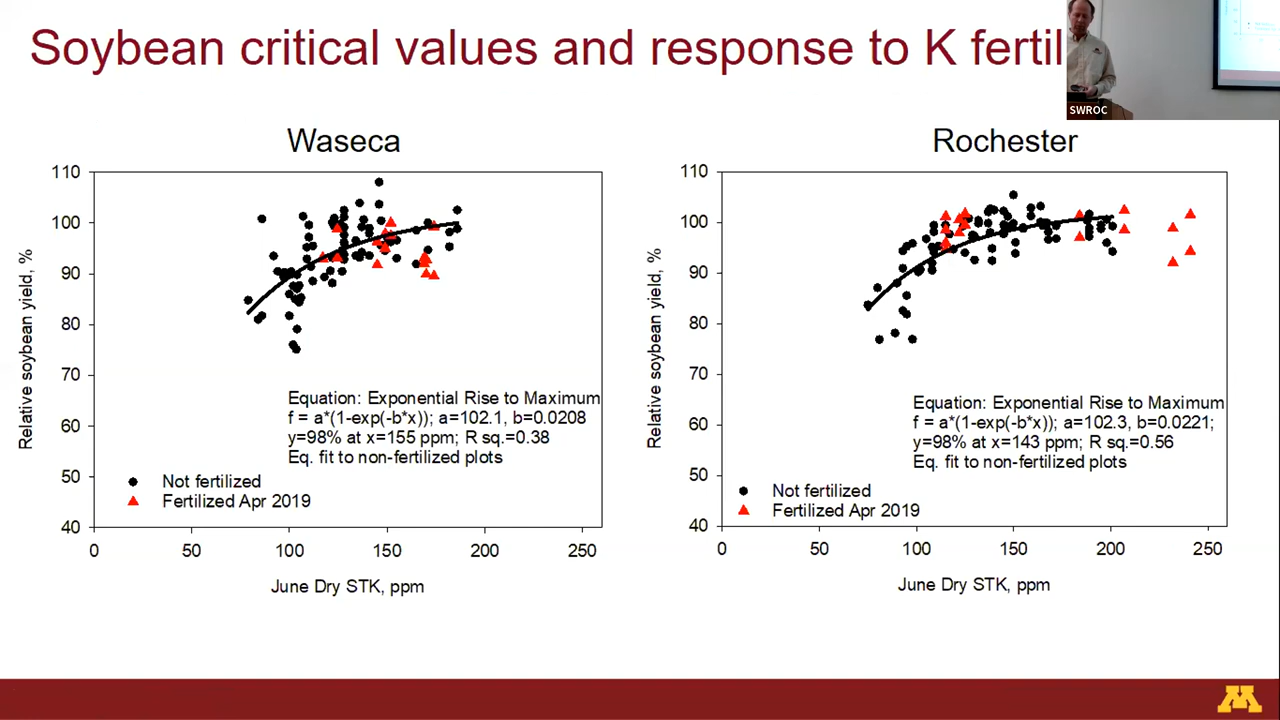 Soybean critical values and response to K fertil
SWROC
Waseca
110
100
90
80
70
60
50
40
0
50
100
150
200
250
Relative soybean yield, %
June Dry STK, ppm
Equation: Exponential Rise to Maximum
f = a*(1-exp(-b*x)); a=102.1, b=0.0208
y=98% at x=155 ppm; R sq.=0.38
Eq. fit to non-fertilized plots
Not fertilized
Fertilized Apr 2019
Rochester
110
100
90
80
70
60
50
40
0
50
100
150
200
250
Relative soybean yield, %
June Dry STK, ppm
Equation: Exponential Rise to Maximum
f = a*(1-exp(-b*x)); a=102.3, b=0.0221;
y=98% at x=143 ppm; R sq.=0.56
Eq. fit to non-fertilized plots
Not fertilized
Fertilized Apr 2019
M